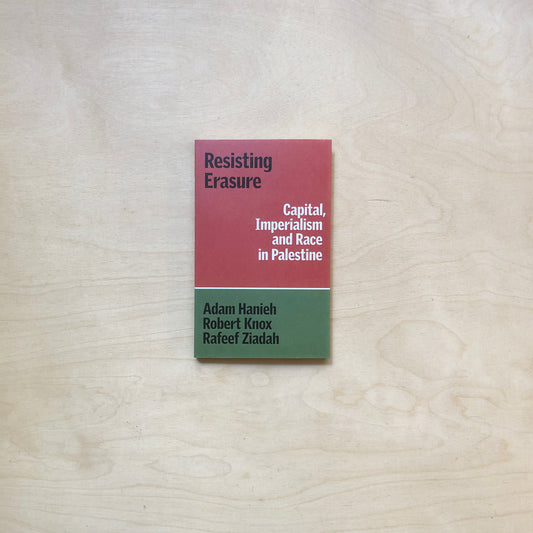 Resisting
Erasure
Capital,
Imperialism
and Race
in Palestine
Adam Hanieh
Robert Knox
Rafeef Ziadah